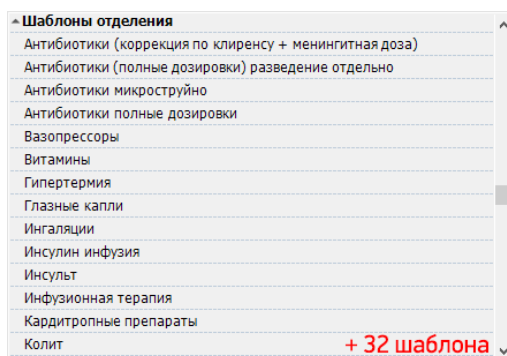 Шаблоны отделения
Антибиотики (коррекция по клиренсу + менингитная доза)
Антибиотики (полные дозировки) разведение отдельно
Антибиотики микроструйно
Антибиотики полные дозировки
Вазопрессоры
Витамины
Гипертермия
Глазные капли
Ингаляции
Инсулин инфузия
Инсульт
Инфузионная терапия
Кардитропные препараты
Колит
+ 32 шаблона